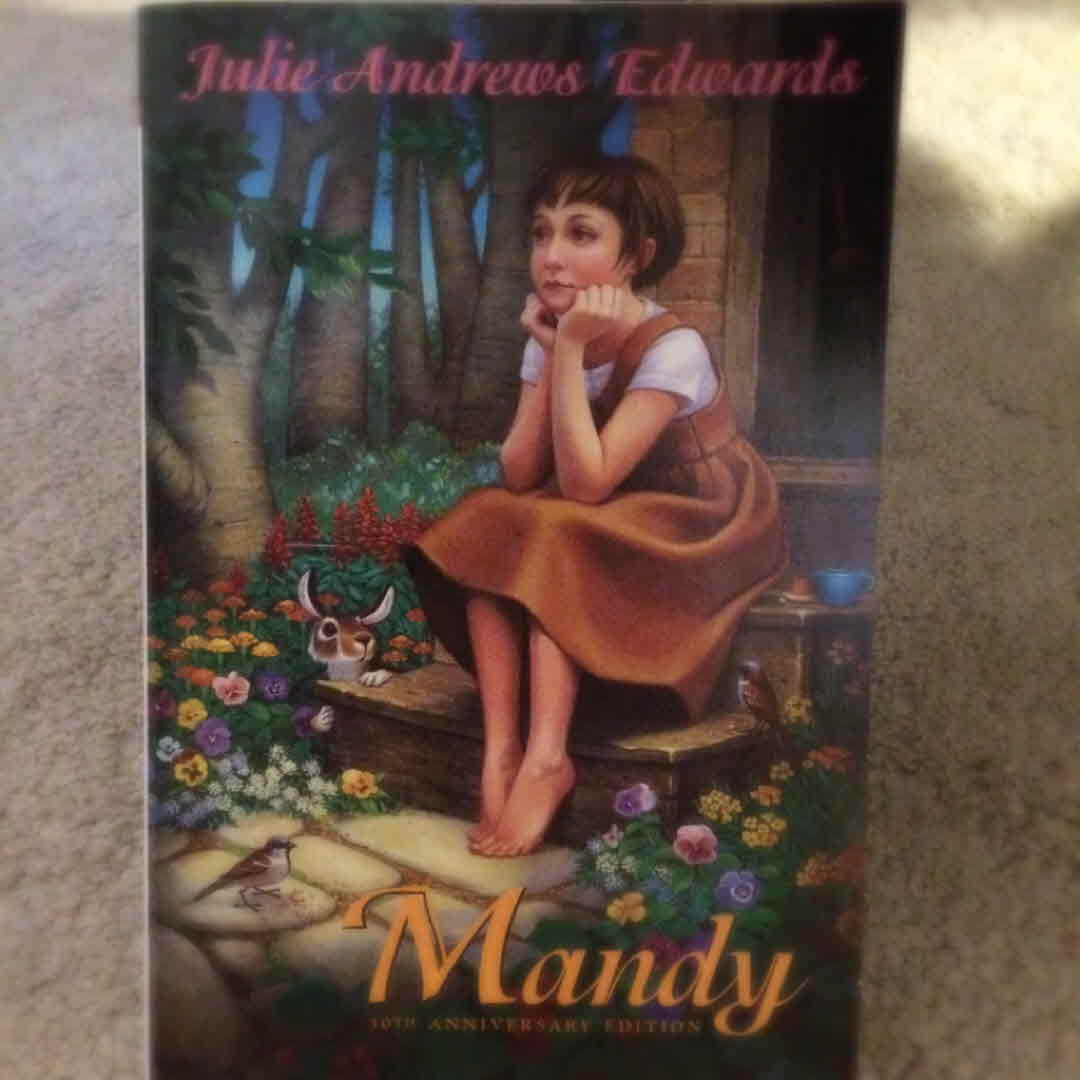 Julie Andrews Edwards
Mandy
30TH ANNIVERSARY EDITION